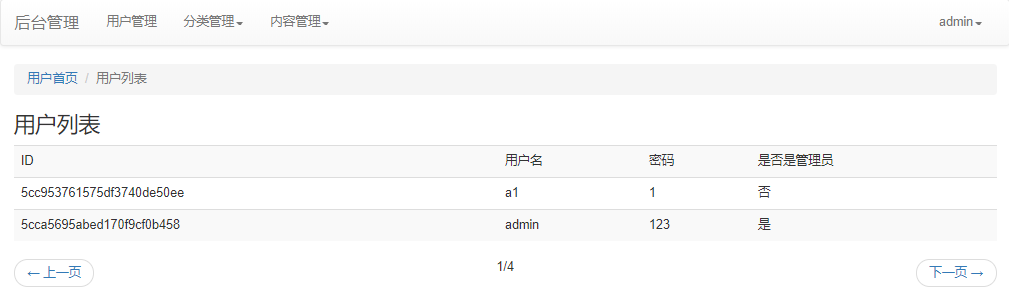 后台管理 用户管理 分类管理 内容管理 admin
用户首页 / 用户列表
用户列表
ID 用户名 密码 是否是管理员
5cc953761575df3740de50ee a1 1 否
5cca5695abed170f9cf0b458 admin 123 是
← 上一页 1/4 下一页 →